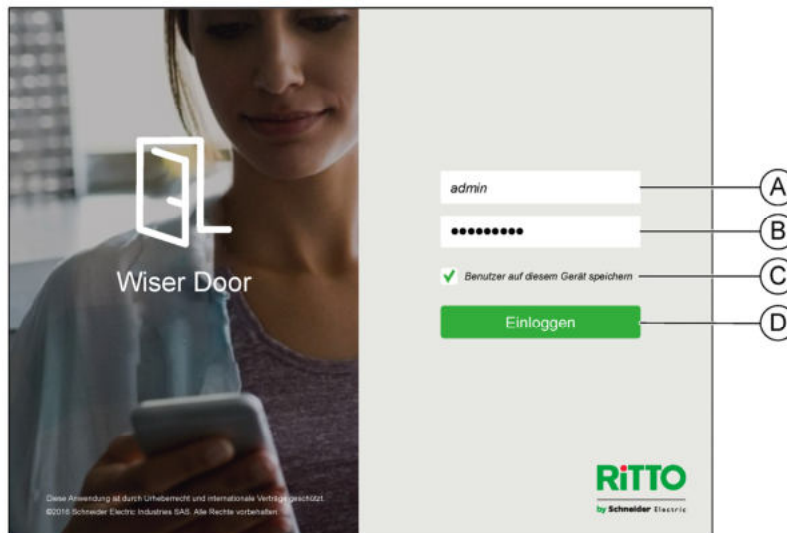 Wiser Door
Diese Anwendung ist durch Urheberrecht und internationale Verträge geschützt.
©2016 Schneider Electric Industries SAS. Alle Rechte vorbehalten.
admin
•••••••••
Benutzer auf diesem Gerät speichern
Einloggen
A
B
C
D
RiTTO
by Schneider Electric